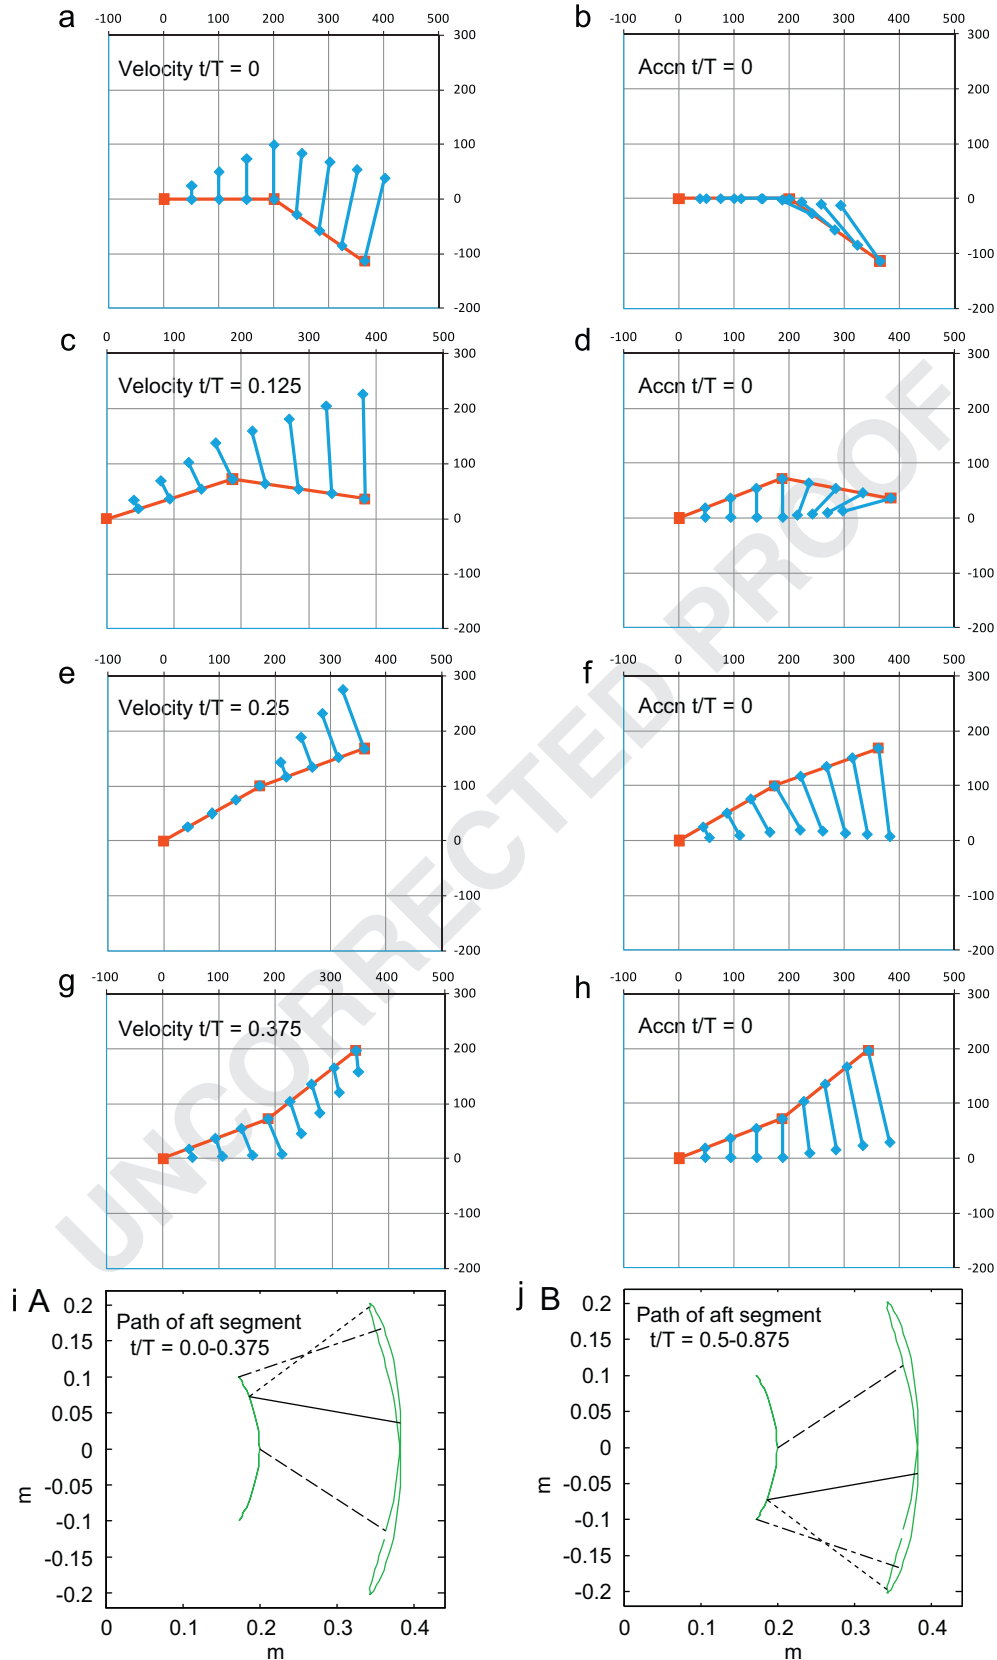 a
-100 0 100 200 300 400 500
Velocity t/T = 0
300
200
100
0
-100
-200
b
-100 0 100 200 300 400 500
Accn t/T = 0
300
200
100
0
-100
-200
c
0 100 200 300 400 500
Velocity t/T = 0.125
300
200
100
0
-100
-200
d
-100 0 100 200 300 400 500
Accn t/T = 0
300
200
100
0
-100
-200
e
-100 0 100 200 300 400 500
Velocity t/T = 0.25
300
200
100
0
-100
-200
f
-100 0 100 200 300 400 500
Accn t/T = 0
300
200
100
0
-100
-200
g
-100 0 100 200 300 400 500
Velocity t/T = 0.375
300
200
100
0
-100
-200
h
-100 0 100 200 300 400 500
Accn t/T = 0
300
200
100
0
-100
-200
i A
Path of aft segment
t/T = 0.0-0.375
0.2
0.15
0.1
0.05
0
-0.05
-0.1
-0.15
-0.2
m
0 0.1 0.2 0.3 0.4
m
j B
Path of aft segment
t/T = 0.5-0.875
0.2
0.15
0.1
0.05
0
-0.05
-0.1
-0.15
-0.2
m
0 0.1 0.2 0.3 0.4
m
UNCORRECTED PROOF